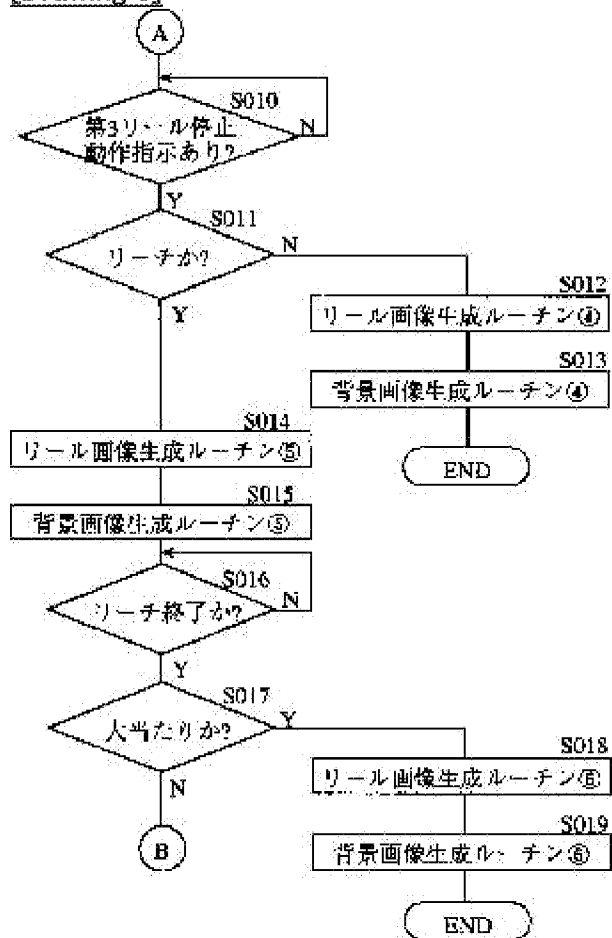 A
S010
第3リール停止
動作指示あり?
N
Y
S011
リーチか?
N
Y
S012
リール画像生成ルーチン④
S013
背景画像生成ルーチン④
END
S014
リール画像生成ルーチン⑤
S015
背景画像生成ルーチン⑤
S016
リーチ終了か?
N
Y
S017
大当たりか?
Y
N
S018
リール画像生成ルーチン⑥
S019
背景画像生成ルーチン⑥
B
END